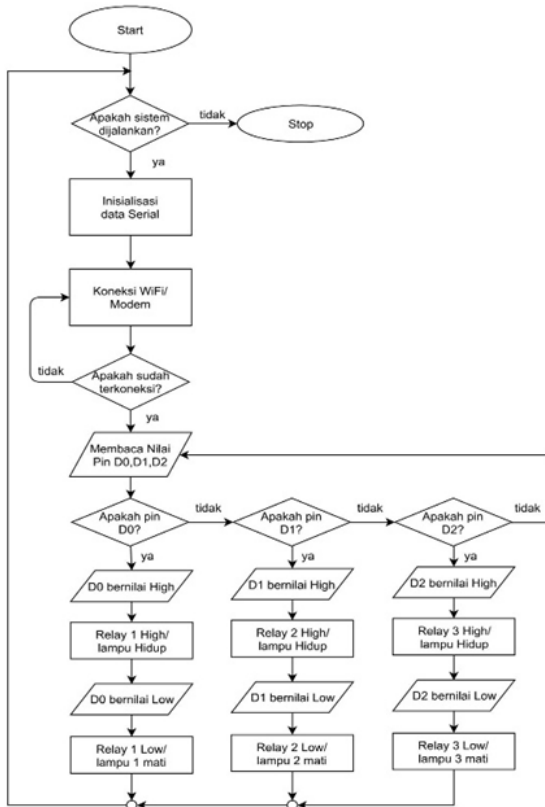 Start
Apakah sistem
dijalankan?
tidak
Stop
ya
Inisialisasi
data Serial
Koneksi WiFi/
Modem
tidak
Apakah sudah
terkoneksi?
ya
Membaca Nilai
Pin D0,D1,D2
Apakah pin
D0?
tidak
Apakah pin
D1?
tidak
Apakah pin
D2?
tidak
ya
ya
ya
D0 bernilai High
D1 bernilai High
D2 bernilai High
Relay 1 High/
lampu Hidup
Relay 2 High/
lampu Hidup
Relay 3 High/
lampu Hidup
D0 bernilai Low
D1 bernilai Low
D2 bernilai Low
Relay 1 Low/
lampu 1 mati
Relay 2 Low/
lampu 2 mati
Relay 3 Low/
lampu 3 mati